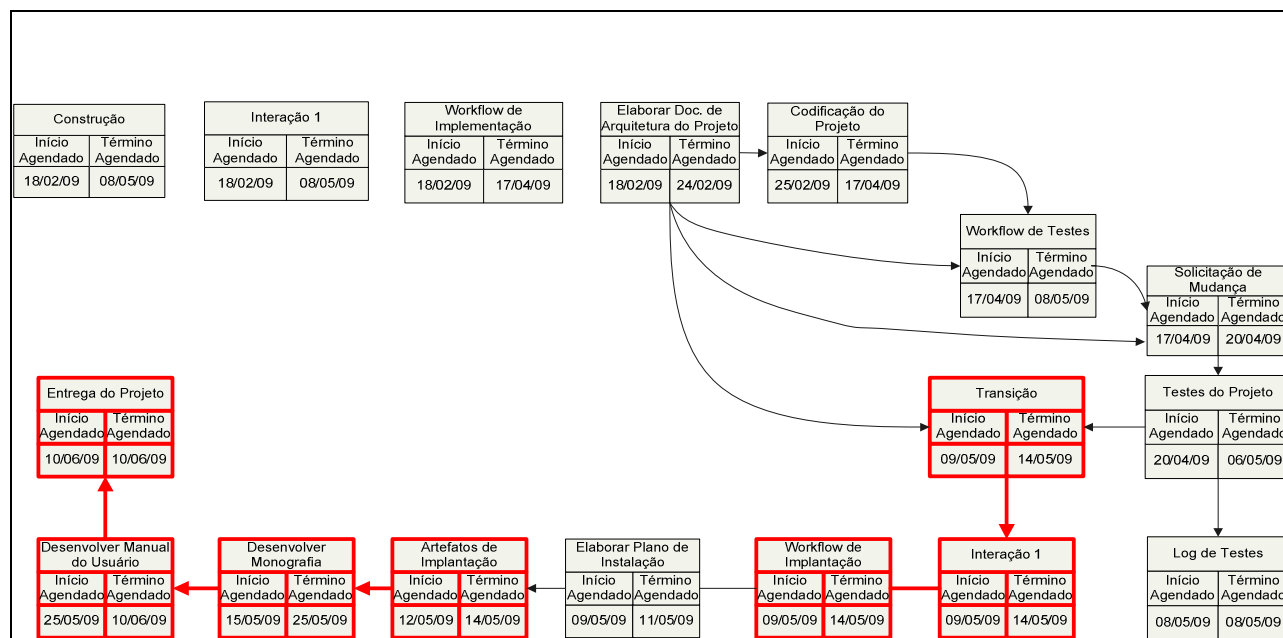 Construção
Início Agendado
Término Agendado
18/02/09
08/05/09
Interação 1
Início Agendado
Término Agendado
18/02/09
08/05/09
Workflow de
Implementação
Início Agendado
Término Agendado
18/02/09
17/04/09
Elaborar Doc. de
Arquitetura do Projeto
Início Agendado
Término Agendado
18/02/09
24/02/09
Codificação do
Projeto
Início Agendado
Término Agendado
25/02/09
17/04/09
Workflow de Testes
Início Agendado
Término Agendado
17/04/09
08/05/09
Solicitação de
Mudança
Início Agendado
Término Agendado
17/04/09
20/04/09
Entrega do Projeto
Início Agendado
Término Agendado
10/06/09
10/06/09
Transição
Início Agendado
Término Agendado
09/05/09
14/05/09
Testes do Projeto
Início Agendado
Término Agendado
20/04/09
06/05/09
Desenvolver Manual
do Usuário
Início Agendado
Término Agendado
25/05/09
10/06/09
Desenvolver
Monografia
Início Agendado
Término Agendado
15/05/09
25/05/09
Artefatos de
Implantação
Início Agendado
Término Agendado
12/05/09
14/05/09
Elaborar Plano de
Instalação
Início Agendado
Término Agendado
09/05/09
11/05/09
Workflow de
Implantação
Início Agendado
Término Agendado
09/05/09
14/05/09
Interação 1
Início Agendado
Término Agendado
09/05/09
14/05/09
Log de Testes
Início Agendado
Término Agendado
08/05/09
08/05/09